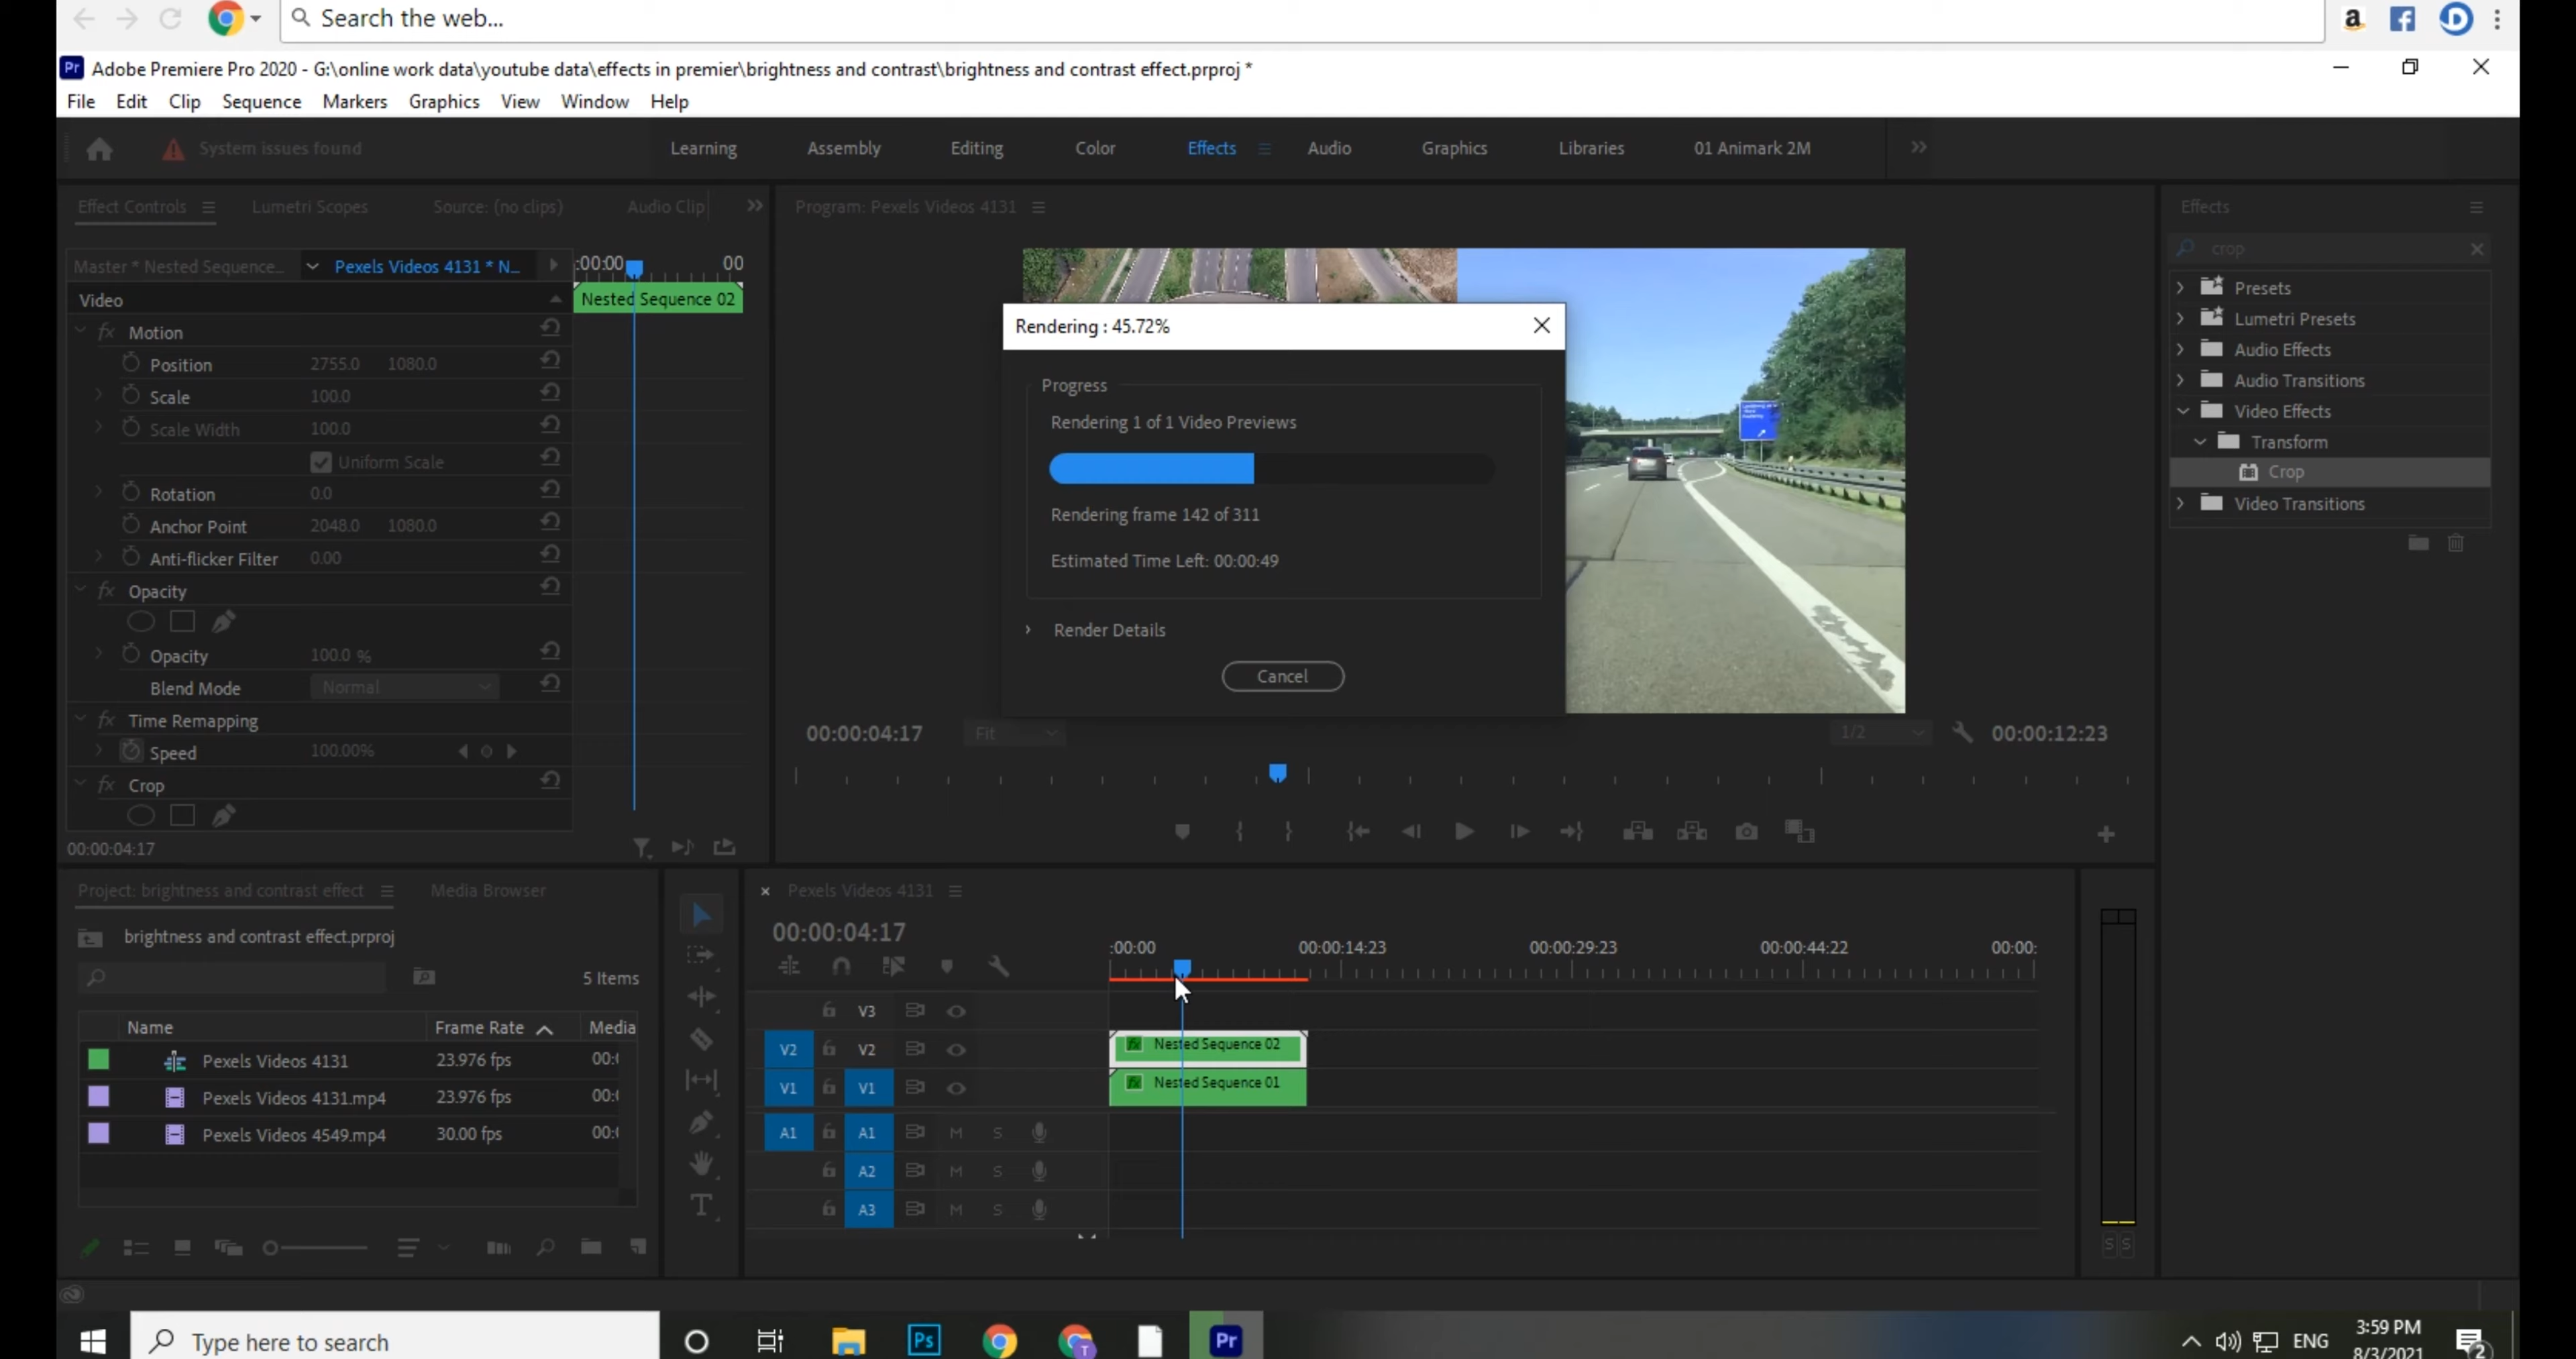 Search the web...
Pr Adobe Premiere Pro 2020 - G:\online work data\youtube data\effects in premier\brightness and contrast\brightness and contrast effect.prproj *
File Edit Clip Sequence Markers Graphics View Window Help
System issues found
Learning Assembly Editing Color Effects Audio Graphics Libraries 01 Animark 2M
Effect Controls Lumetri Scopes Source: (no clips) Audio Clip
Program: Pexels Videos 4131
Effects
Master * Nested Sequence... Pexels Videos 4131 * N...
:00:00 00
Nested Sequence 02
Video
Motion
Position 2755.0 1080.0
Scale 100.0
Scale Width 100.0
Uniform Scale
Rotation 0.0
Anchor Point 2048.0 1080.0
Anti-flicker Filter 0.00
Opacity
Opacity 100.0 %
Blend Mode Normal
Time Remapping
Speed 100.00%
Crop
00:00:04:17
Rendering : 45.72%
Progress
Rendering 1 of 1 Video Previews
Rendering frame 142 of 311
Estimated Time Left: 00:00:49
Render Details
Cancel
00:00:04:17 Fit 1/2 00:00:12:23
crop
Presets
Lumetri Presets
Audio Effects
Audio Transitions
Video Effects
Transform
Crop
Video Transitions
Project: brightness and contrast effect Media Browser
brightness and contrast effect.prproj
5 Items
Name Frame Rate Media
Pexels Videos 4131 23.976 fps 00:(
Pexels Videos 4131.mp4 23.976 fps 00:(
Pexels Videos 4549.mp4 30.00 fps 00:(
Pexels Videos 4131
00:00:04:17
:00:00 00:00:14:23 00:00:29:23 00:00:44:22 00:00:
V3
V2 V2 Nested Sequence 02
V1 V1 Nested Sequence 01
A1 A1 M S
A2 M S
A3 M S
S S
Type here to search
Ps Pr
ENG
3:59 PM
8/3/2021
2